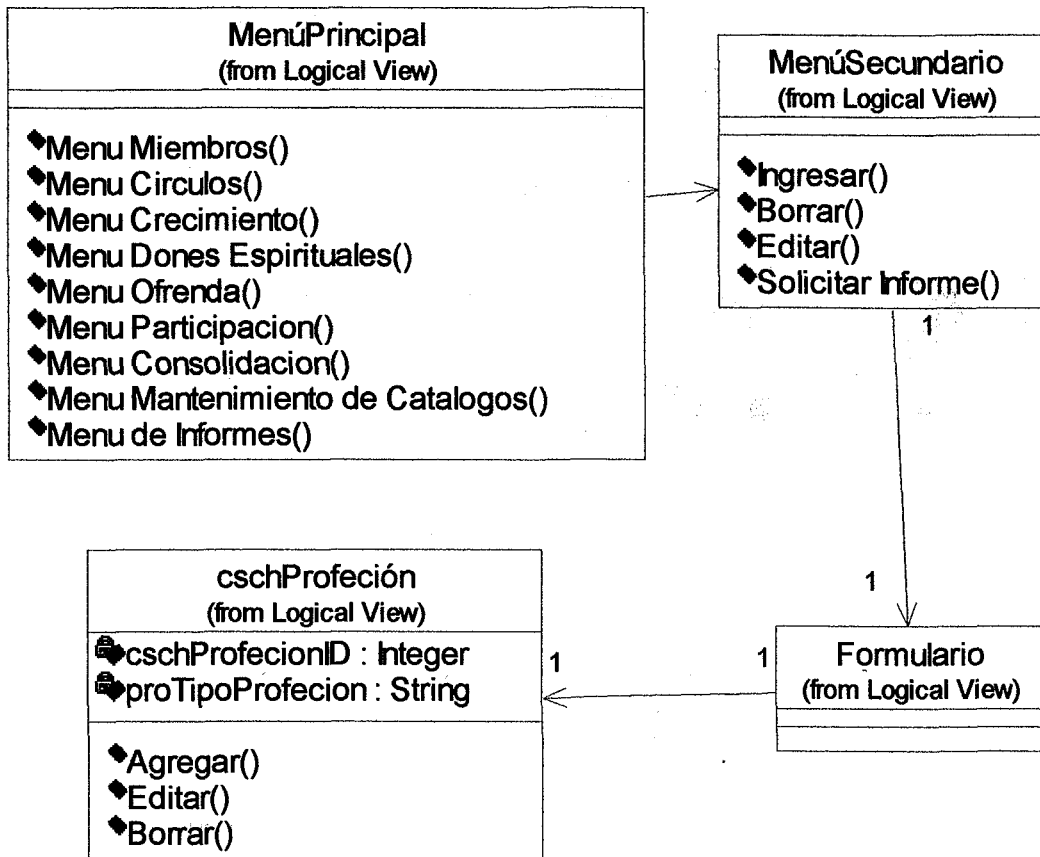 MenúPrincipal
(from Logical View)
Menu Miembros()
Menu Circulos()
Menu Crecimiento()
Menu Dones Espirituales()
Menu Ofrenda()
Menu Participacion()
Menu Consolidacion()
Menu Mantenimiento de Catalogos()
Menu de Informes()
MenúSecundario
(from Logical View)
Ingresar()
Borrar()
Editar()
Solicitar Informe()
1
1
Formulario
(from Logical View)
1
1
cschProfeción
(from Logical View)
cschProfecionID : Integer
proTipoProfecion : String
Agregar()
Editar()
Borrar()